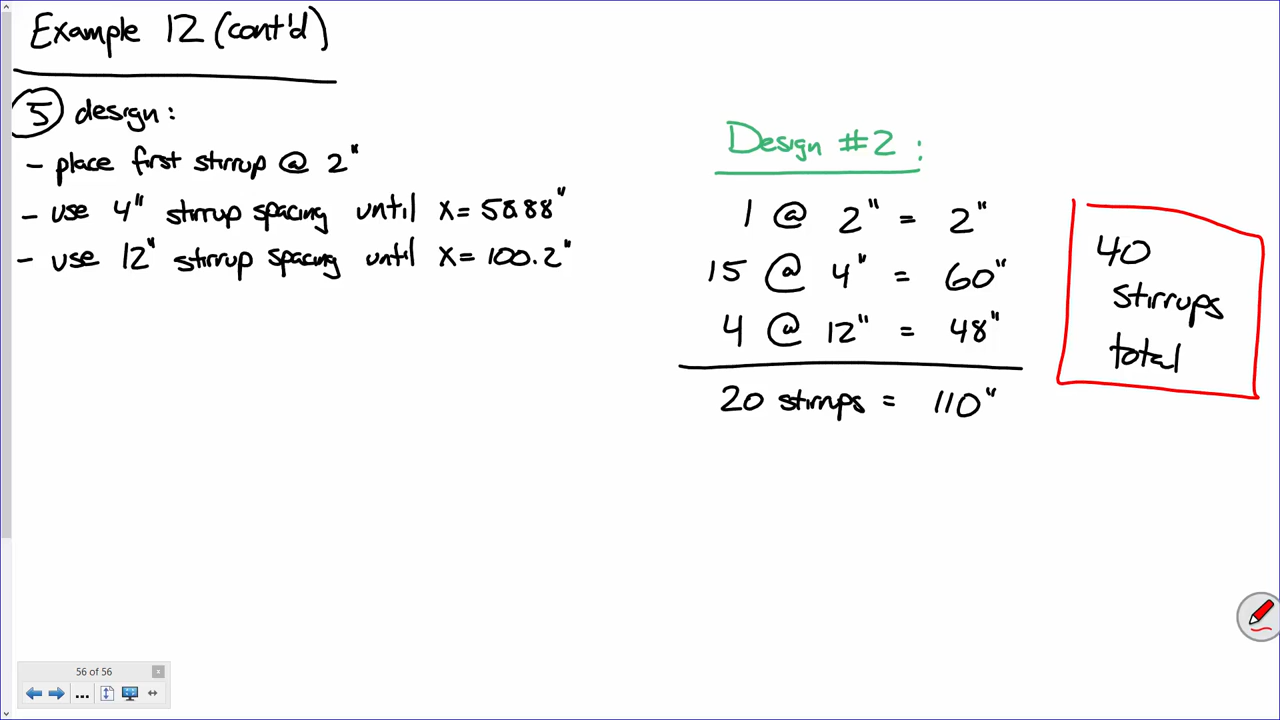 Example 12 (cont'd)
5 design:
- place first stirrup @ 2"
- use 4" stirrup spacing until x = 58.88"
- use 12" stirrup spacing until x = 100.2"
Design #2:
1 @ 2" = 2"
15 @ 4" = 60"
4 @ 12" = 48"
20 stirrups = 110"
40
stirrups
total
56 of 56